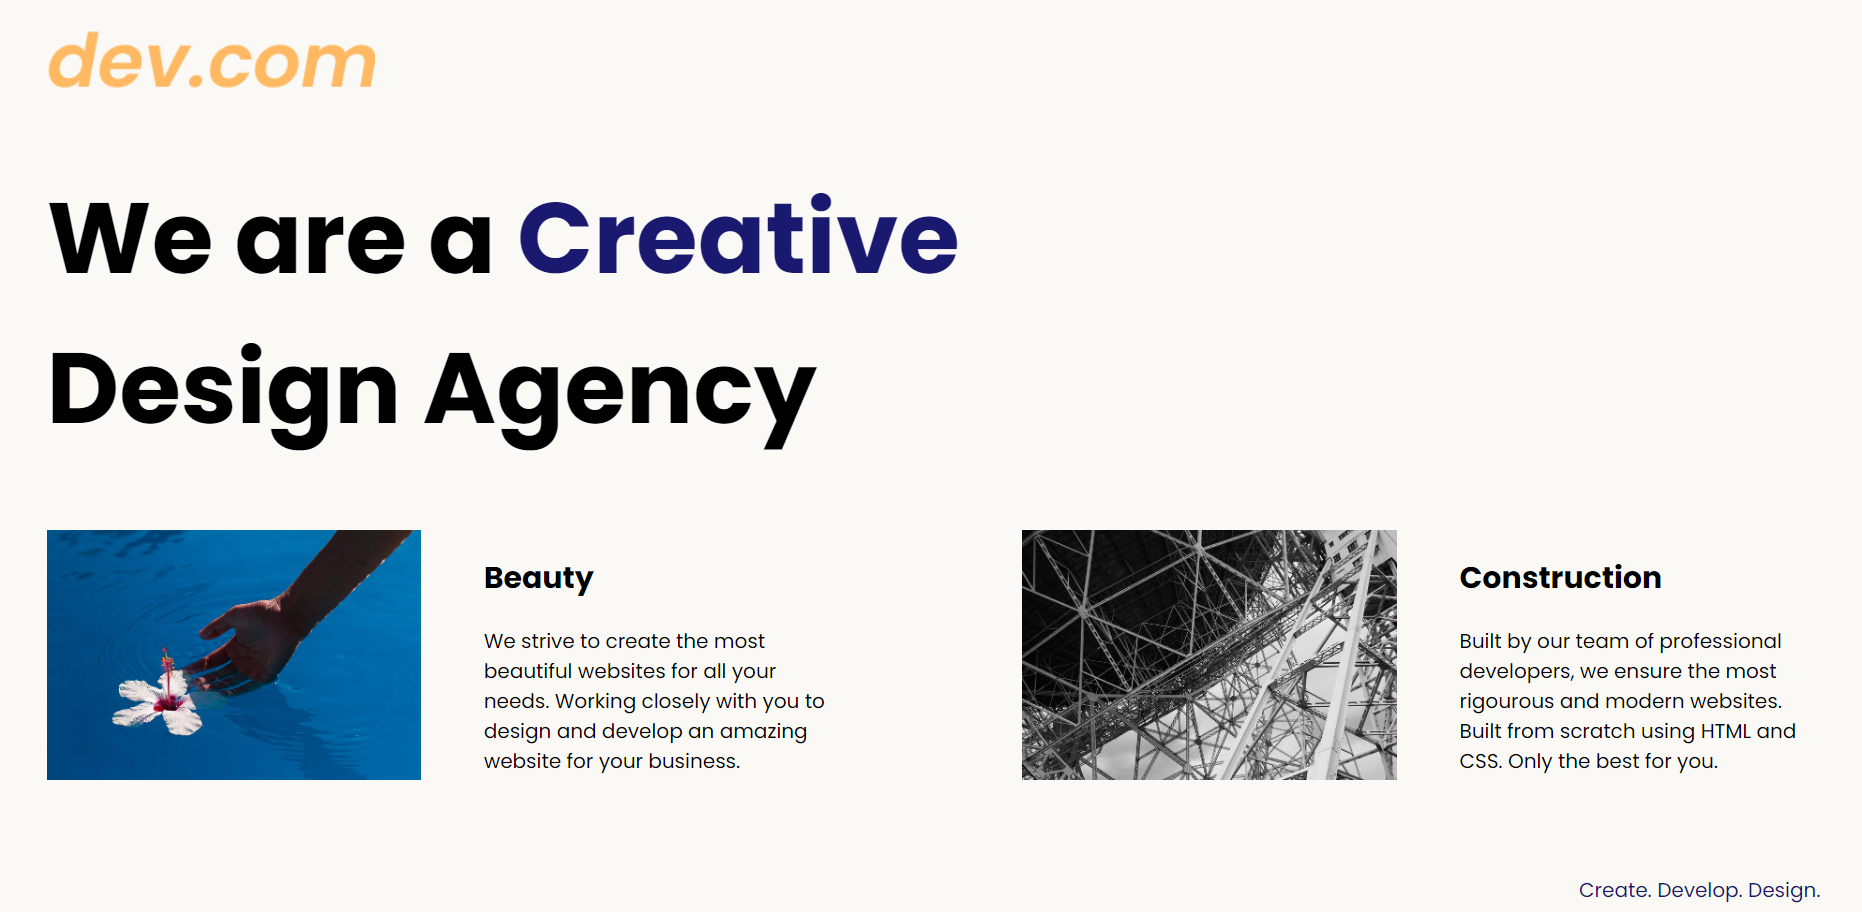 dev.com
We are a Creative
Design Agency
Beauty
We strive to create the most
beautiful websites for all your
needs. Working closely with you to
design and develop an amazing
website for your business.
Construction
Built by our team of professional
developers, we ensure the most
rigourous and modern websites.
Built from scratch using HTML and
CSS. Only the best for you.
Create. Develop. Design.